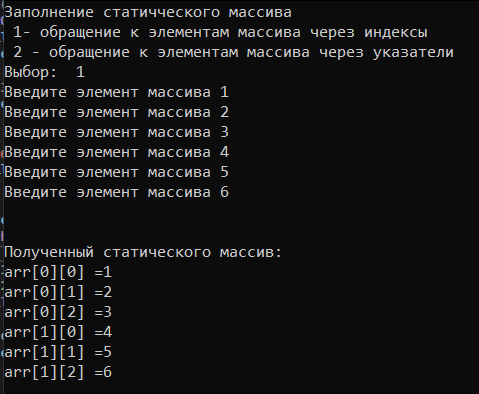 Заполнение статичческого массива
1- обращение к элементам массива через индексы
2 - обращение к элементам массива через указатели
Выбор:  1
Введите элемент массива 1
Введите элемент массива 2
Введите элемент массива 3
Введите элемент массива 4
Введите элемент массива 5
Введите элемент массива 6
Полученный статического массив:
arr[0][0] =1
arr[0][1] =2
arr[0][2] =3
arr[1][0] =4
arr[1][1] =5
arr[1][2] =6